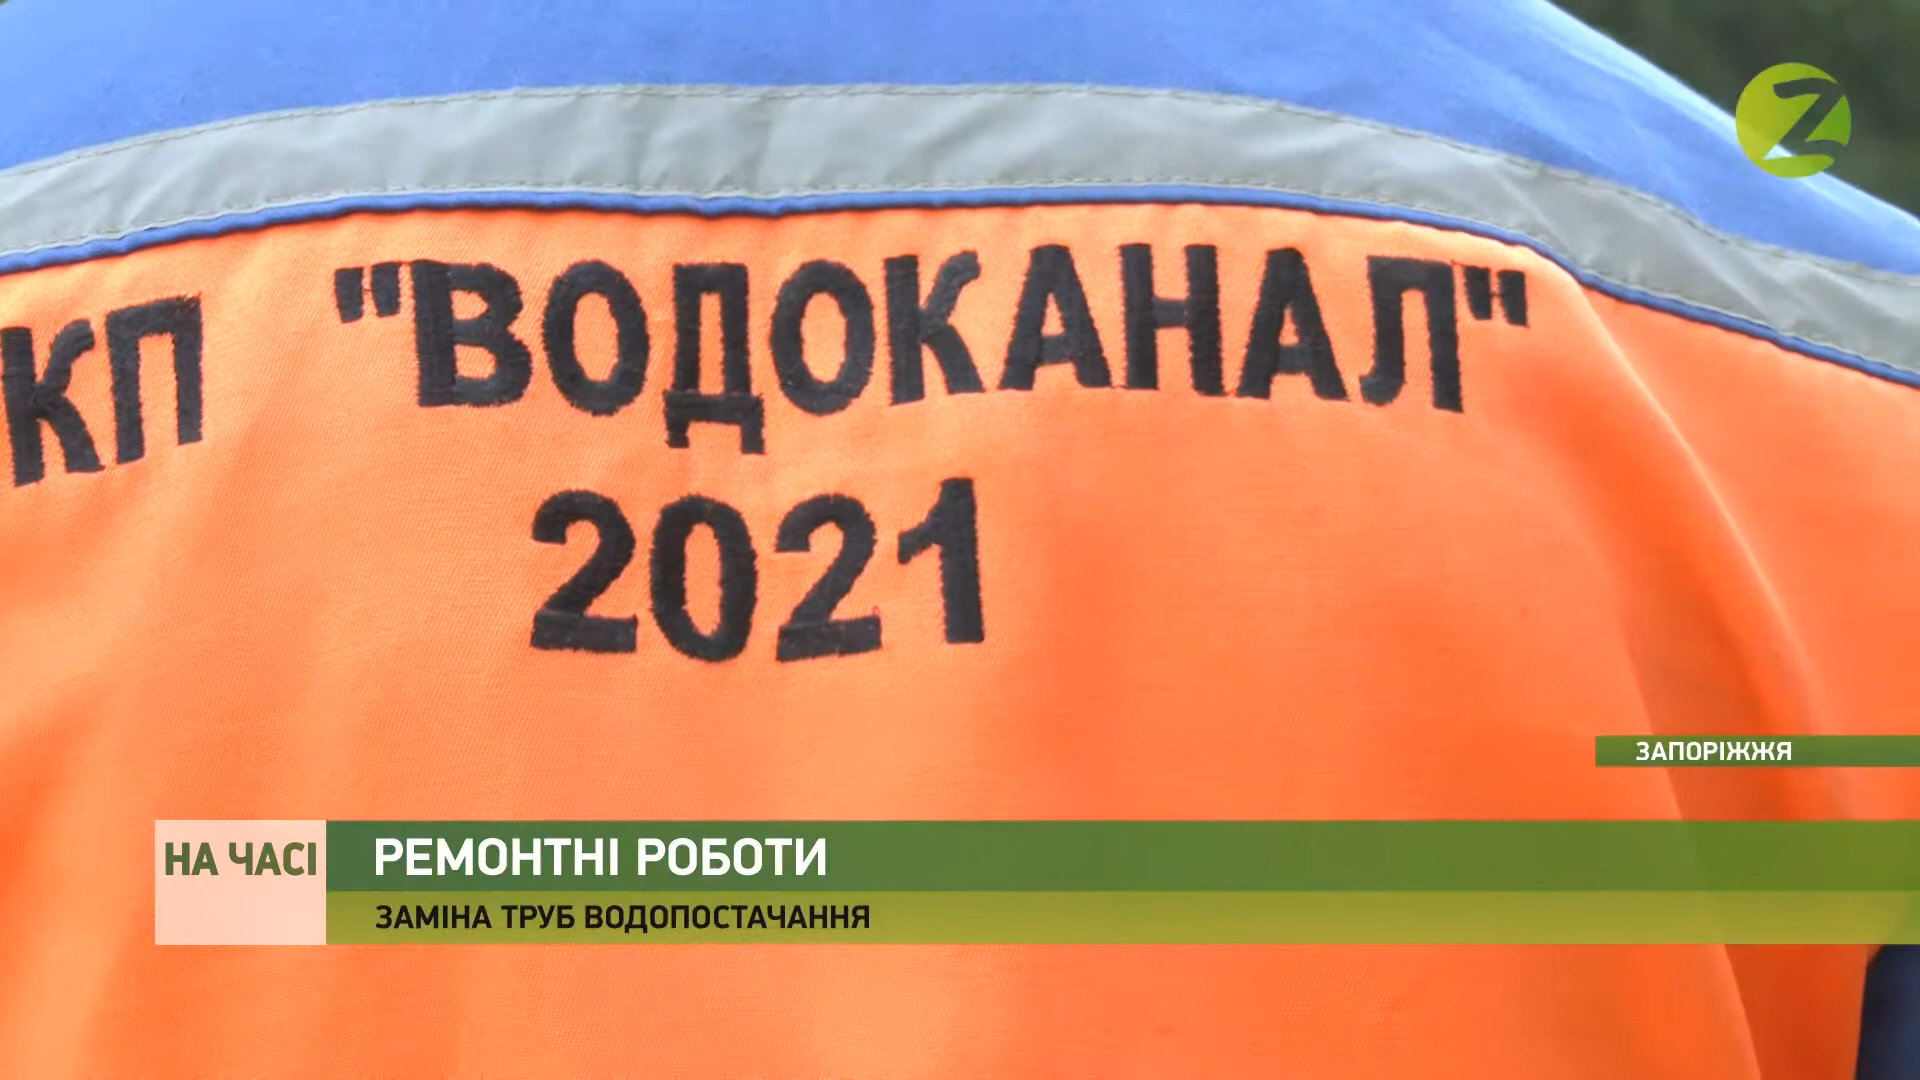 КП "ВОДОКАНАЛ"
2021
ЗАПОРІЖЖЯ
НА ЧАСІ
РЕМОНТНІ РОБОТИ
ЗАМІНА ТРУБ ВОДОПОСТАЧАННЯ